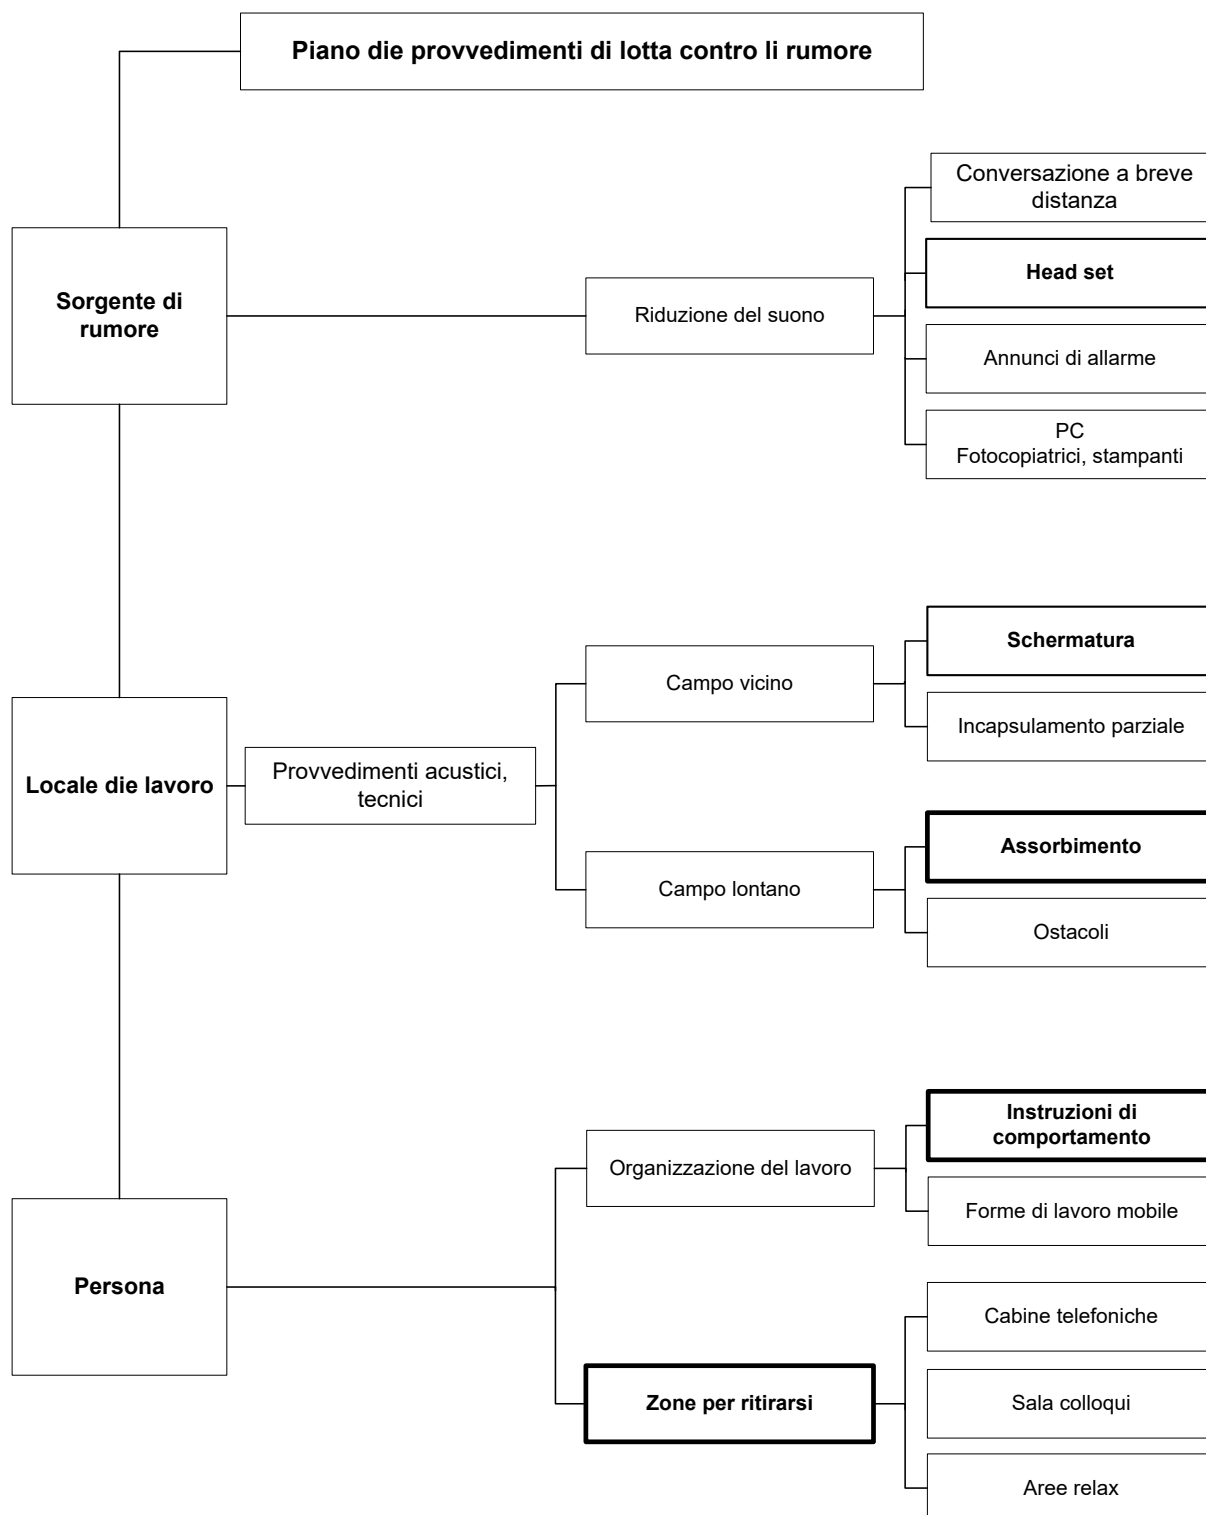 Piano die provvedimenti di lotta contro li rumore
Conversazione a breve
distanza
Head set
Sorgente di
rumore
Riduzione del suono
Annunci di allarme
PC
Fotocopiatrici, stampanti
Schermatura
Campo vicino
Incapsulamento parziale
Locale die lavoro
Provvedimenti acustici,
tecnici
Assorbimento
Campo lontano
Ostacoli
Instruzioni di
comportamento
Organizzazione del lavoro
Forme di lavoro mobile
Persona
Cabine telefoniche
Zone per ritirarsi
Sala colloqui
Aree relax